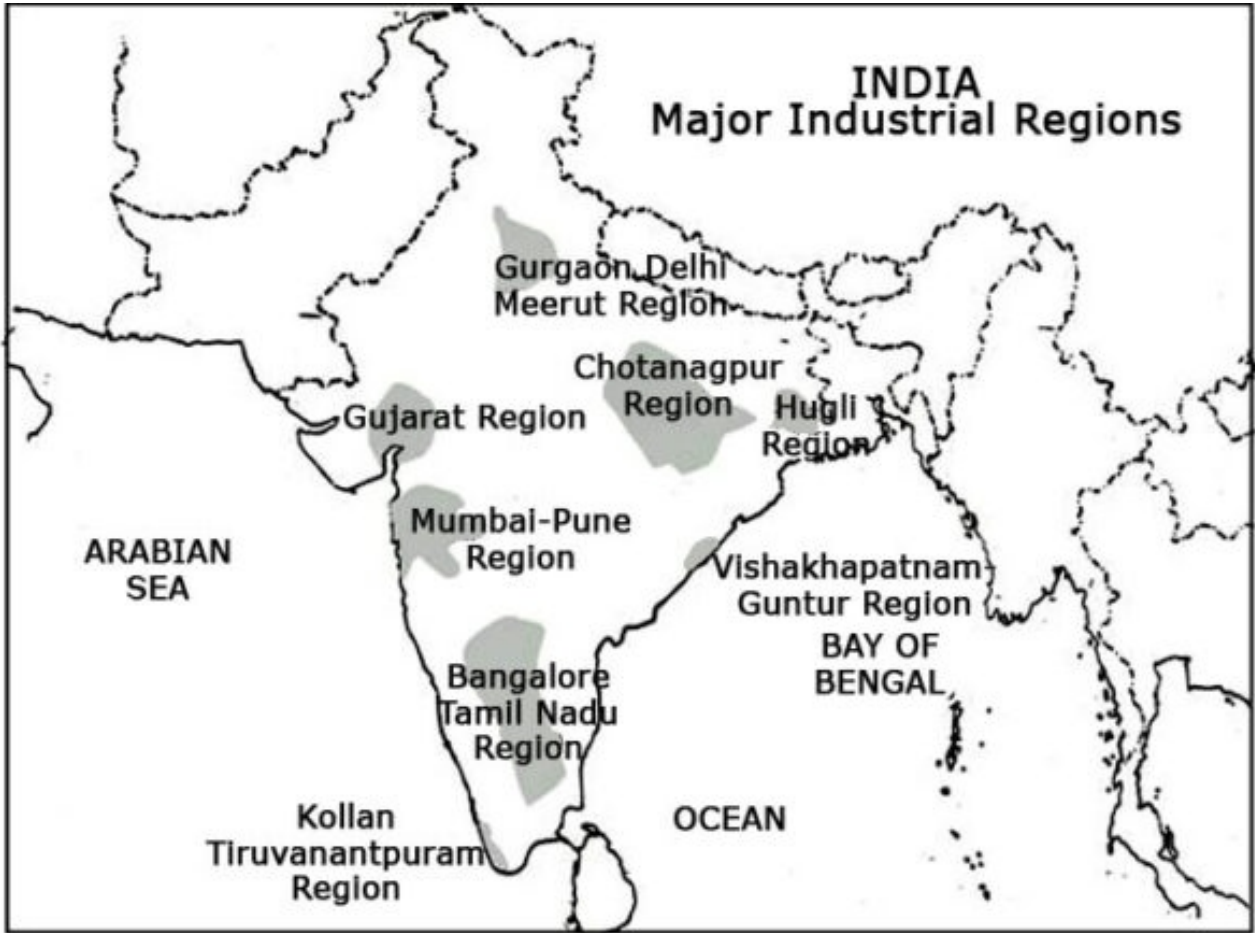 INDIA
Major Industrial Regions
Gurgaon Delhi
Meerut Region
Chotanagpur
Region
Hugli
Region
Gujarat Region
Mumbai-Pune
Region
ARABIAN
SEA
Vishakhapatnam-
Guntur Region
BAY OF
BENGAL
Bangalore
Tamil Nadu
Region
Kollan
Tiruvanantpuram
Region
OCEAN